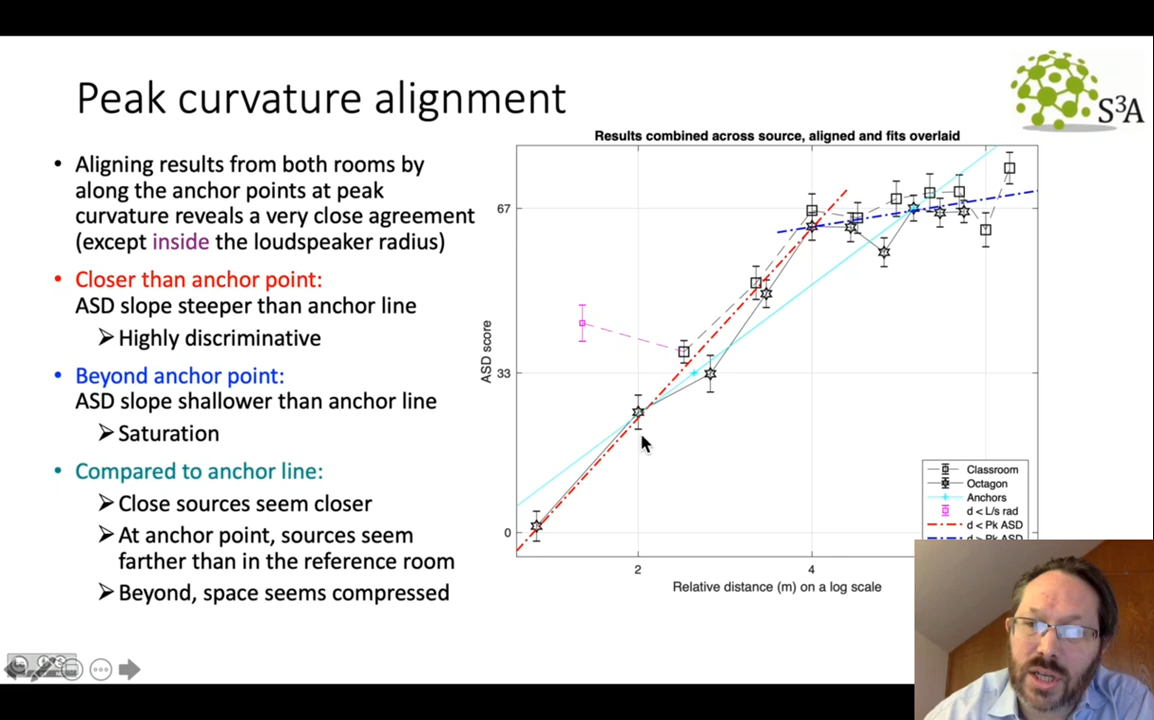 Peak curvature alignment
S³A
• Aligning results from both rooms by
along the anchor points at peak
curvature reveals a very close agreement
(except inside the loudspeaker radius)
• Closer than anchor point:
ASD slope steeper than anchor line
➢ Highly discriminative
• Beyond anchor point:
ASD slope shallower than anchor line
➢ Saturation
• Compared to anchor line:
➢ Close sources seem closer
➢ At anchor point, sources seem
farther than in the reference room
➢ Beyond, space seems compressed
Results combined across source, aligned and fits overlaid
67
33
0
ASD score
2
4
Relative distance (m) on a log scale
Classroom
Octagon
Anchors
d < L/s rad
d < Pk ASD
d > Pk ASD